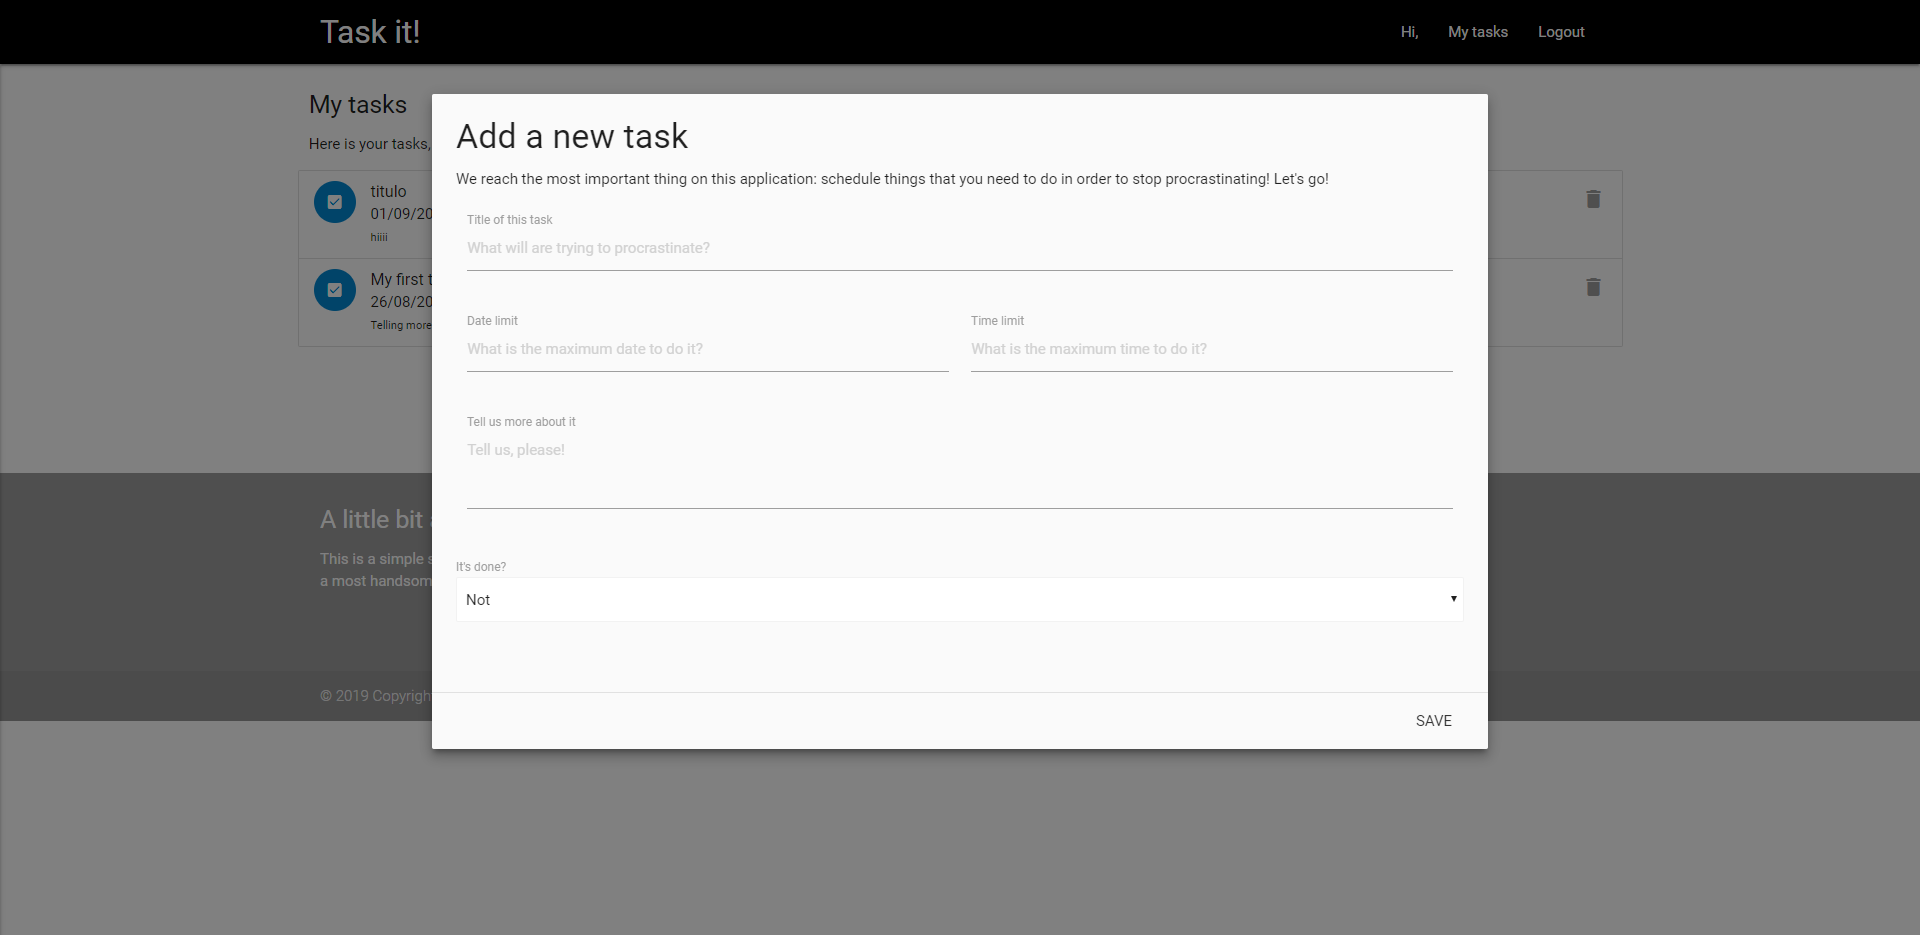 Task it!
Hi,
My tasks
Logout
My tasks
Here is your tasks,
titulo
01/09/20
hiiii
My first t
26/08/20
Telling more
Add a new task
We reach the most important thing on this application: schedule things that you need to do in order to stop procrastinating! Let's go!
Title of this task
What will are trying to procrastinate?
Date limit
Time limit
What is the maximum date to do it?
What is the maximum time to do it?
Tell us more about it
Tell us, please!
It's done?
Not
SAVE
A little bit
This is a simple s
a most handsom
© 2019 Copyrigh